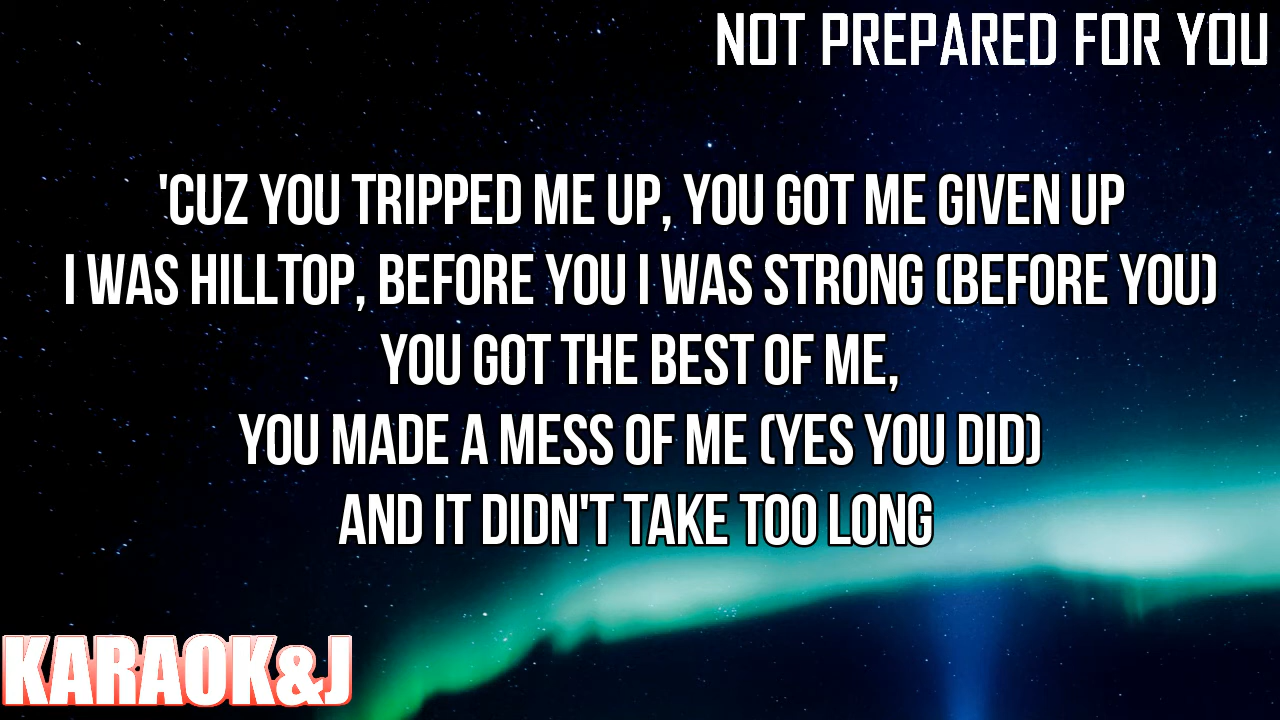 NOT PREPARED FOR YOU
'CUZ YOU TRIPPED ME UP, YOU GOT ME GIVEN UP
I WAS HILLTOP, BEFORE YOU I WAS STRONG (BEFORE YOU)
YOU GOT THE BEST OF ME,
YOU MADE A MESS OF ME (YES YOU DID)
AND IT DIDN'T TAKE TOO LONG
KARAOK&J